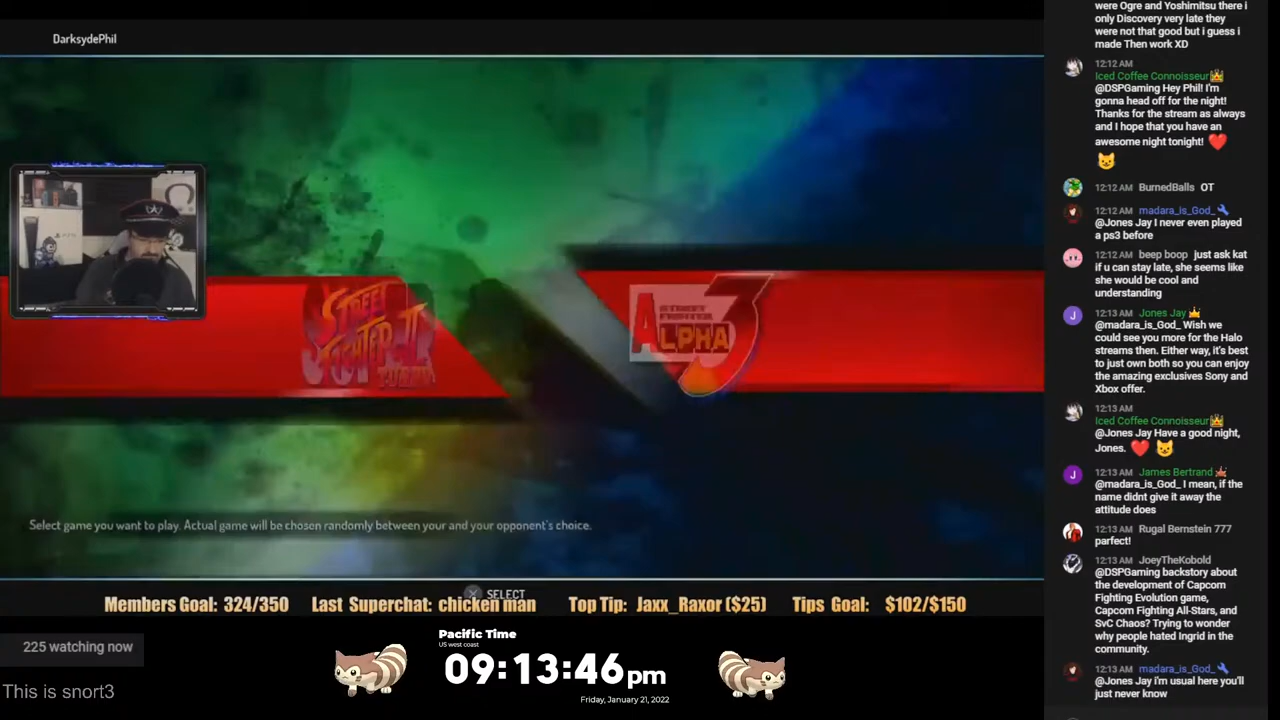 DarksydePhil
STREET
FIGHTER II
TURBO
STREET
FIGHTER
ALPHA 3
Select game you want to play. Actual game will be chosen randomly between your and your opponent's choice.
SELECT
Members Goal: 324/350 Last Superchat: chicken man Top Tip: Jaxx_Raxor ($25) Tips Goal: $102/$150
225 watching now
This is snort3
Pacific Time
US west coast
09:13:46pm
Friday, January 21, 2022
were Ogre and Yoshimitsu there i
only Discovery very late they
were not that good but i guess i
made Then work XD
12:12 AM
Iced Coffee Connoisseur
@DSPGaming Hey Phil! I'm
gonna head off for the night!
Thanks for the stream as always
and I hope that you have an
awesome night tonight!
12:12 AM BurnedBalls OT
12:12 AM madara_is_God_
@Jones Jay I never even played
a ps3 before
12:12 AM beep boop just ask kat
if u can stay late, she seems like
she would be cool and
understanding
12:13 AM Jones Jay
@madara_is_God_ Wish we
could see you more for the Halo
streams then. Either way, it's best
to just own both so you can enjoy
the amazing exclusives Sony and
Xbox offer.
12:13 AM
Iced Coffee Connoisseur
@Jones Jay Have a good night,
Jones.
12:13 AM James Bertrand
@madara_is_God_ I mean, if the
name didnt give it away the
attitude does
12:13 AM Rugal Bernstein 777
parfect!
12:13 AM JoeyTheKobold
@DSPGaming backstory about
the development of Capcom
Fighting Evolution game,
Capcom Fighting All-Stars, and
SvC Chaos? Trying to wonder
why people hated Ingrid in the
community.
12:13 AM madara_is_God_
@Jones Jay i'm usual here you'll
just never know